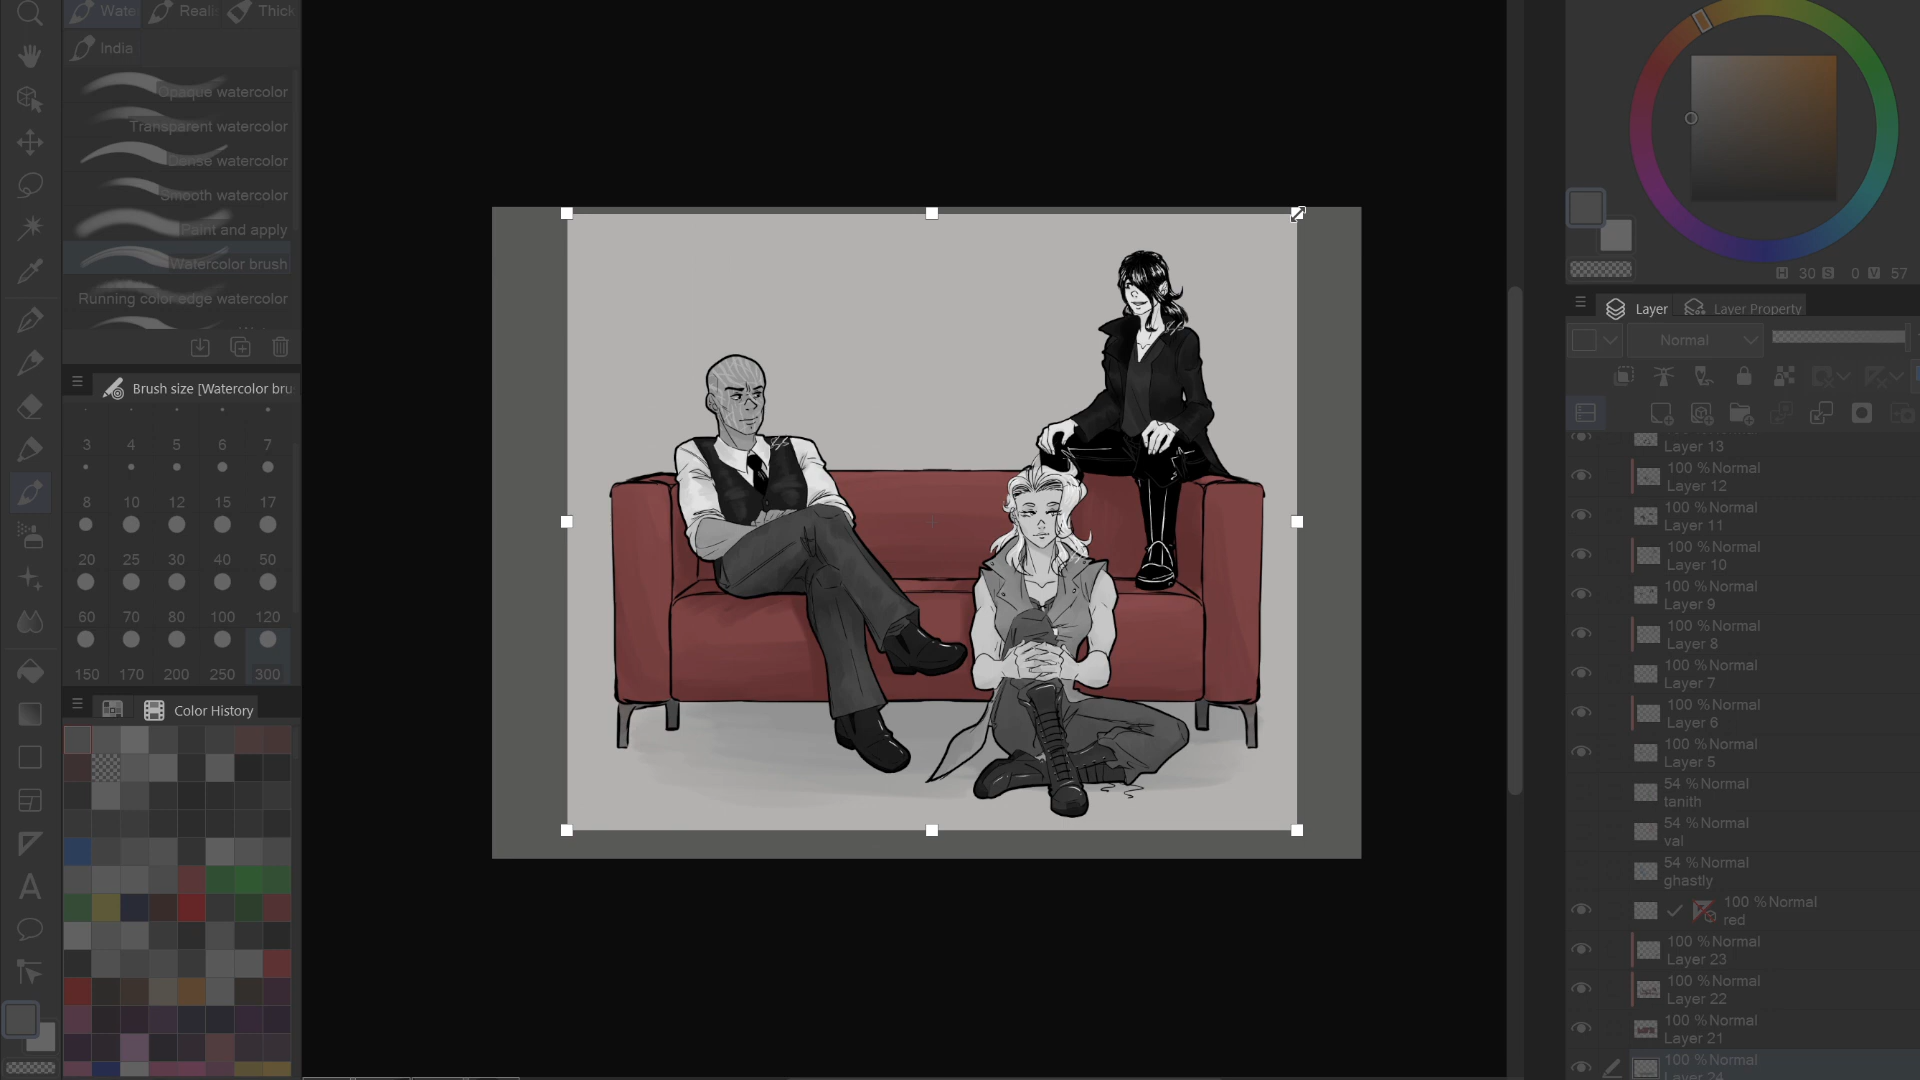 Wate
Reali
Thick
India
Opaque watercolor
Transparent watercolor
Dense watercolor
Smooth watercolor
Paint and apply
Watercolor brush
Running color edge watercolor
Brush size [Watercolor bru
3 4 5 6 7
8 10 12 15 17
20 25 30 40 50
60 70 80 100 120
150 170 200 250 300
Color History
H 30 S 0 V 57
Layer
Layer Property
Normal
Layer 13
100 % Normal
Layer 12
100 % Normal
Layer 11
100 % Normal
Layer 10
100 % Normal
Layer 9
100 % Normal
Layer 8
100 % Normal
Layer 7
100 % Normal
Layer 6
100 % Normal
Layer 5
54 % Normal
tanith
54 % Normal
val
54 % Normal
ghastly
100 % Normal
red
100 % Normal
Layer 23
100 % Normal
Layer 22
100 % Normal
Layer 21
100 % Normal
Layer 24